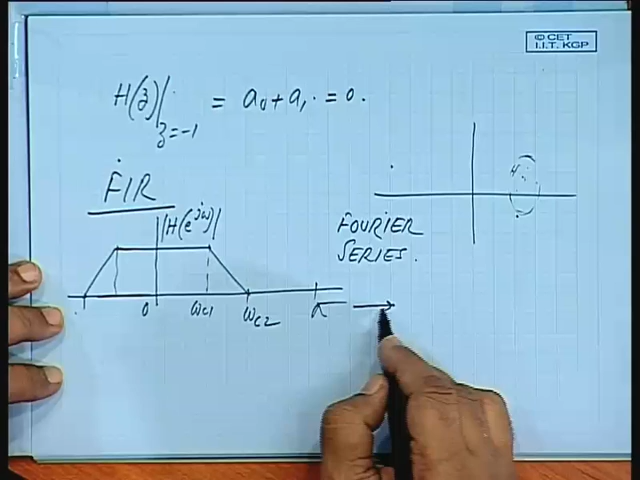 © CET
I.I.T. KGP
H(z)|z=-1 = a0 + a1 . = 0.
FIR
|H(e^jω)|
FOURIER
SERIES.
0 ωc1 ωc2 π